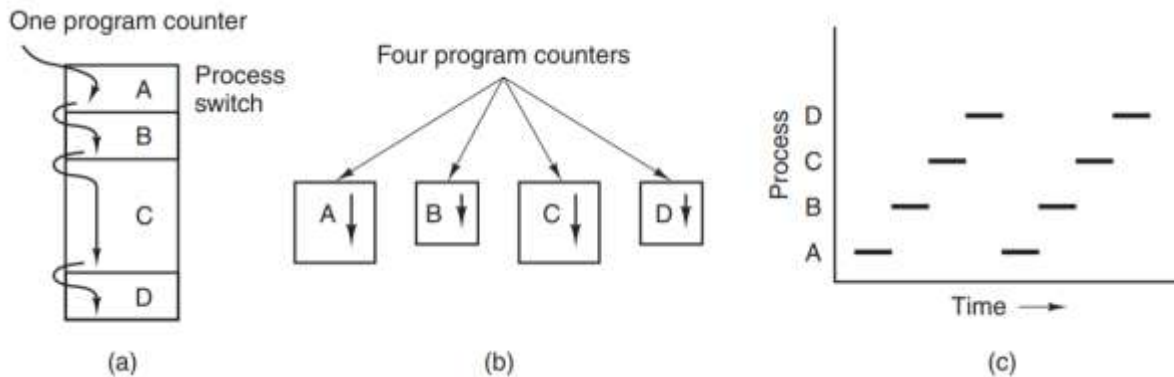 One program counter
A
Process
switch
B
C
D
(a)
Four program counters
A
B
C
D
(b)
Process
D
C
B
A
Time
(c)